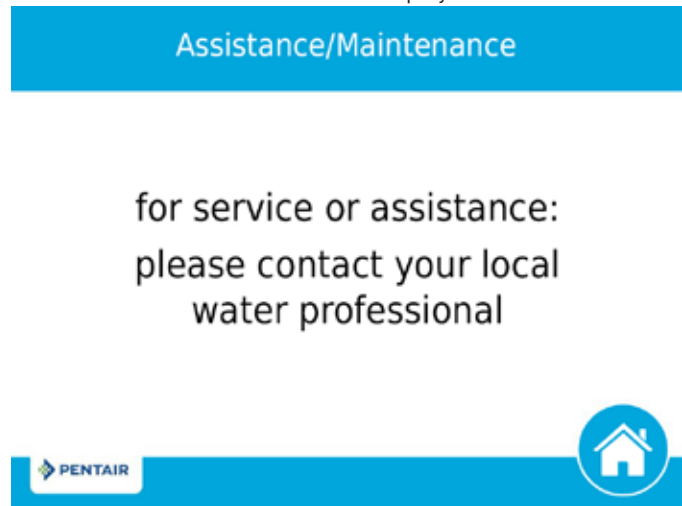 Assistance/Maintenance
for service or assistance:
please contact your local
water professional
PENTAIR